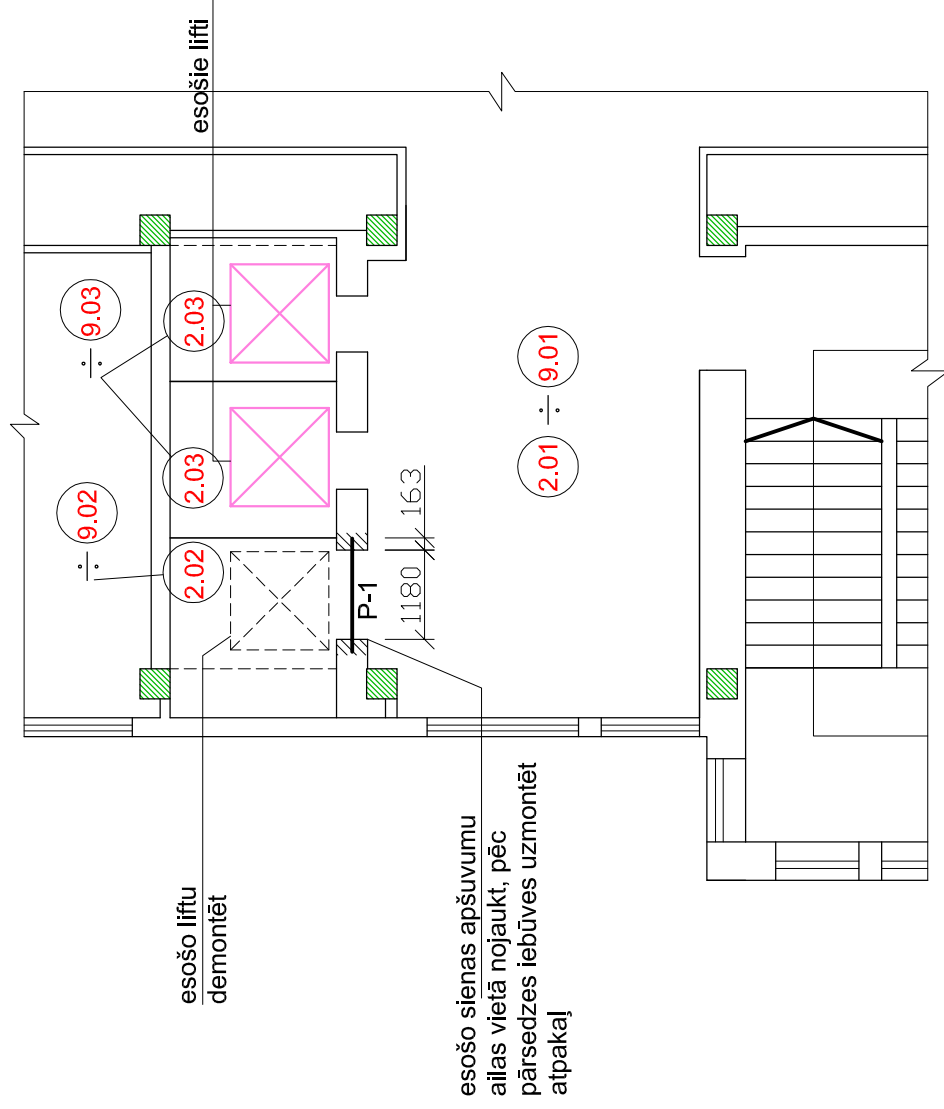 esošie lifti
9.03
2.03
9.02
2.03
2.02
9.01
2.01
÷
÷
÷
163
1180
P-1
esošo liftu
demontēt
esošo sienas apšuvumu
ailas vietā nojaukt, pēc
pārsedzes iebūves uzmontēt
atpakaļ